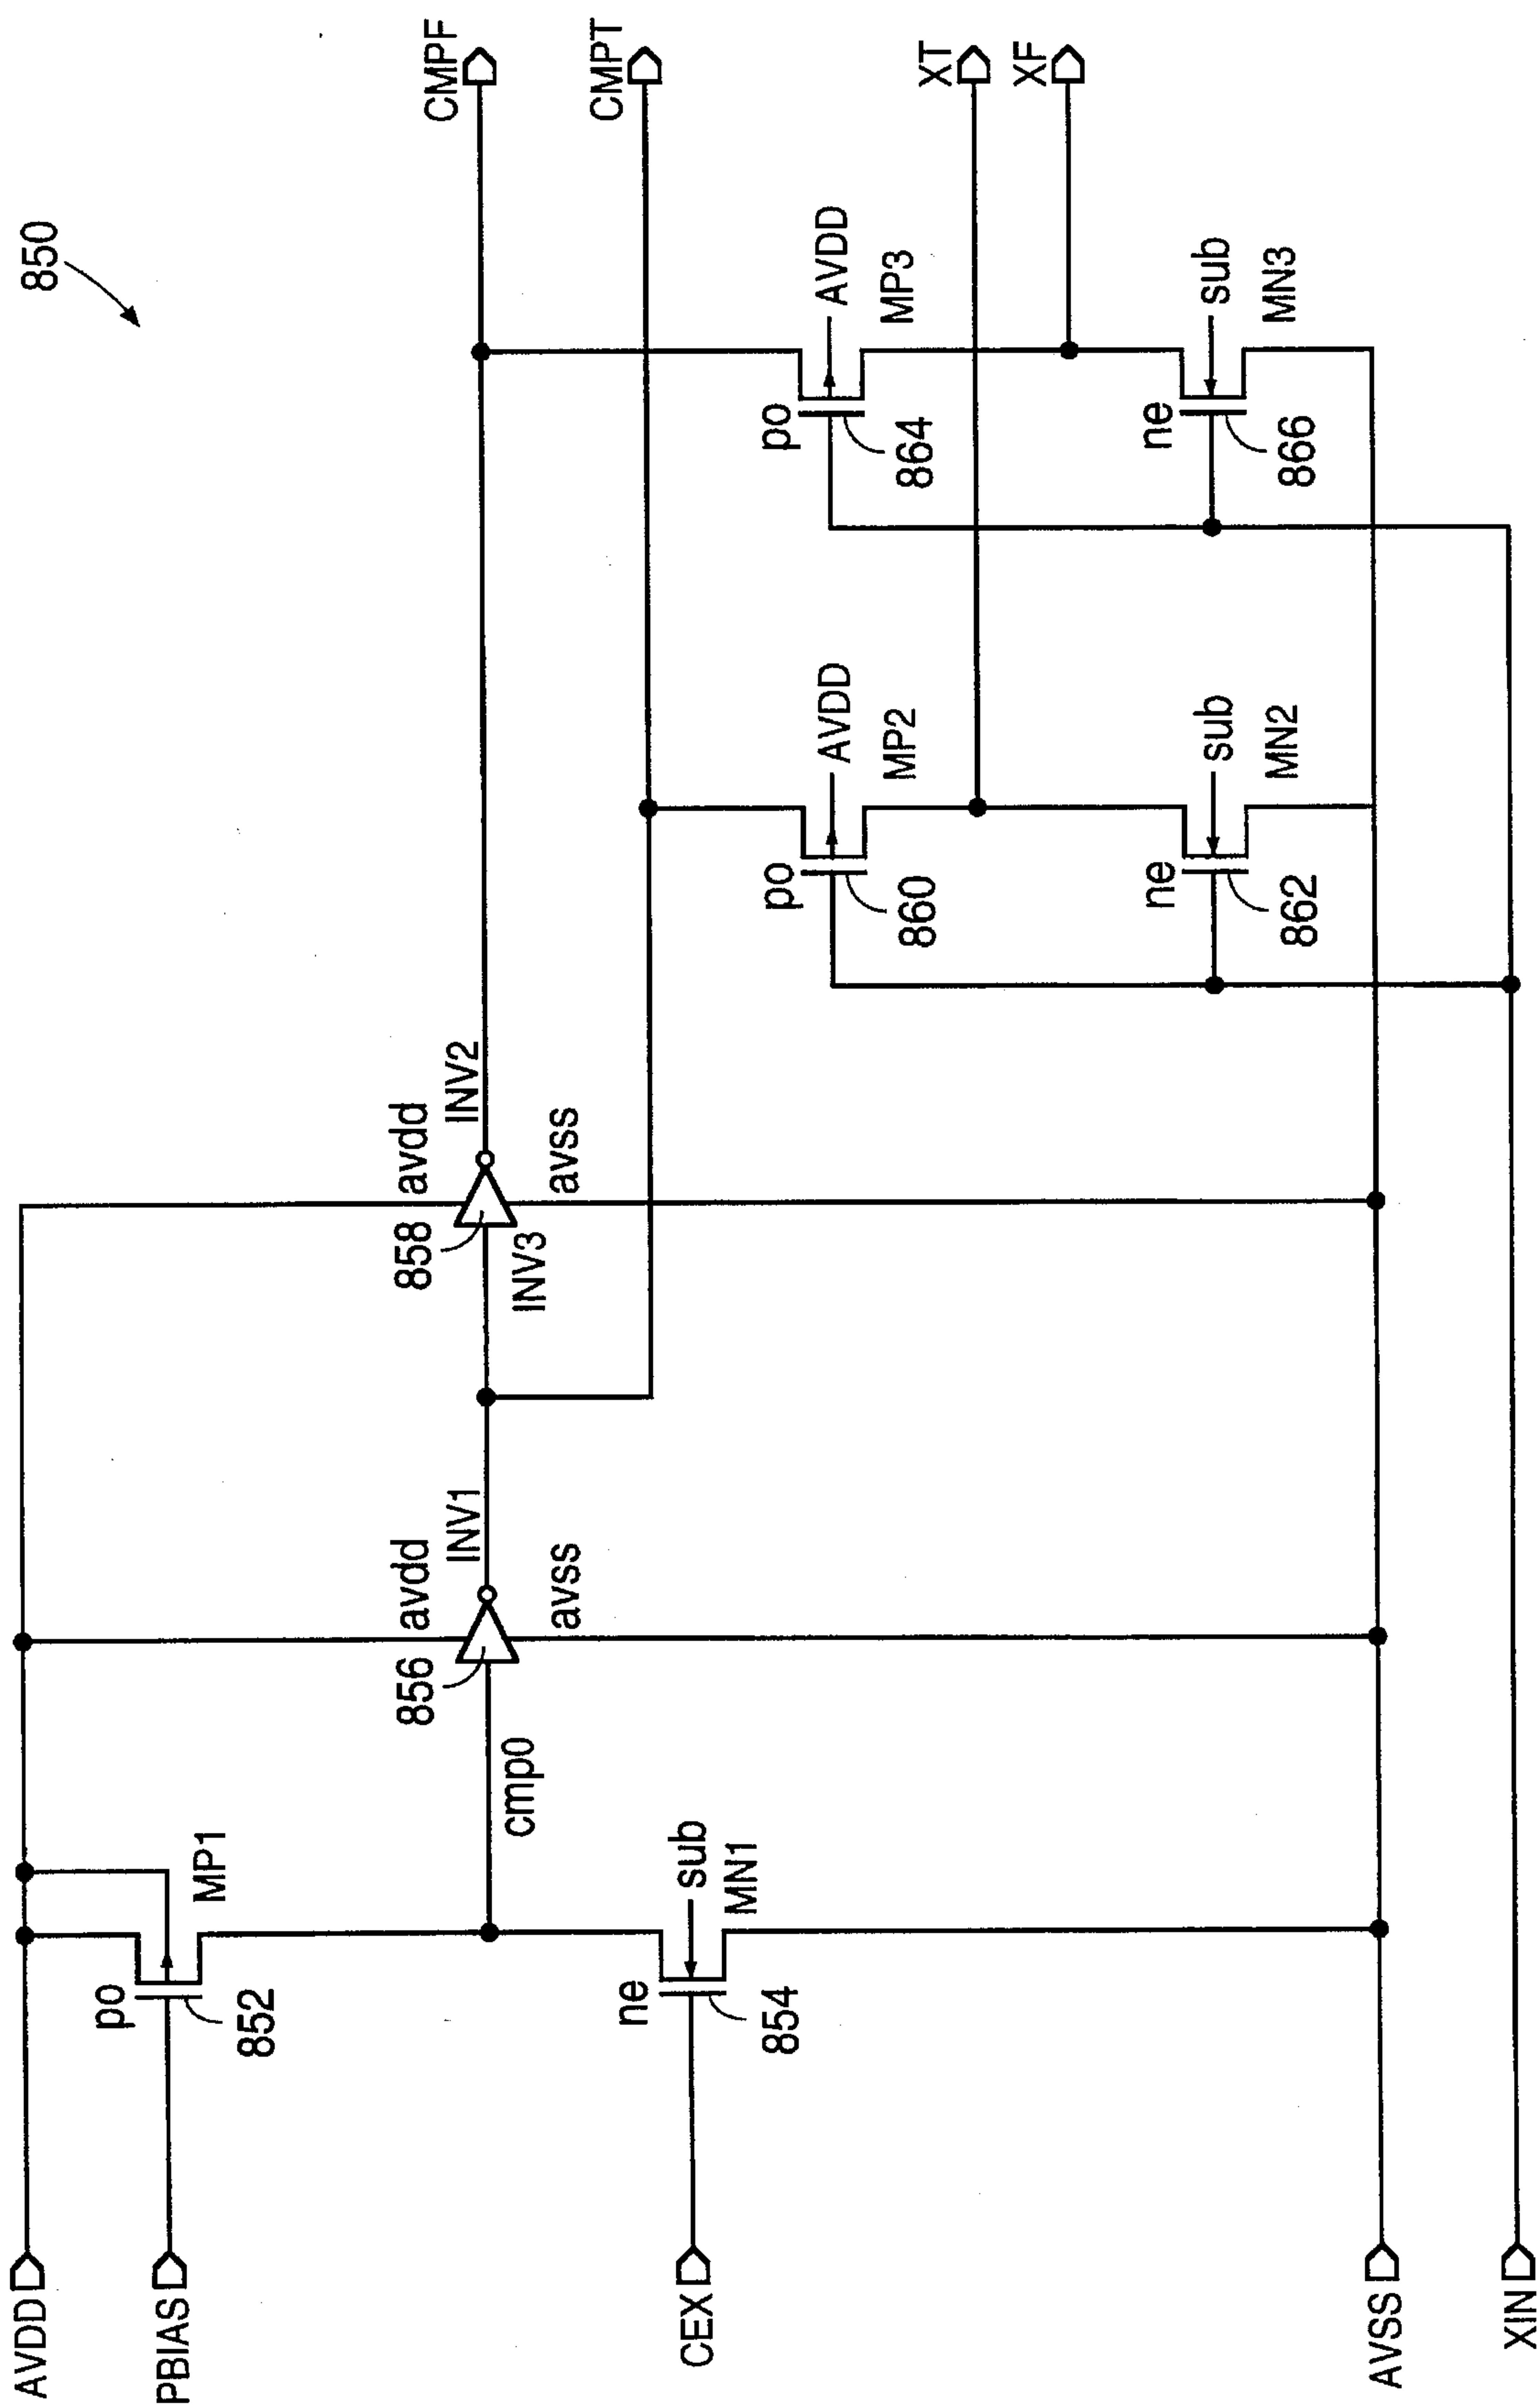 850
AVDD
PBIAS
CEX
AVSS
XIN
po
852
MP1
ne
854
sub
MN1
cmp0
856
avdd
INV1
avss
858
avdd
INV2
INV3
avss
po
860
AVDD
MP2
ne
862
sub
MN2
po
864
AVDD
MP3
ne
866
sub
MN3
CMPF
CMPT
XT
XF